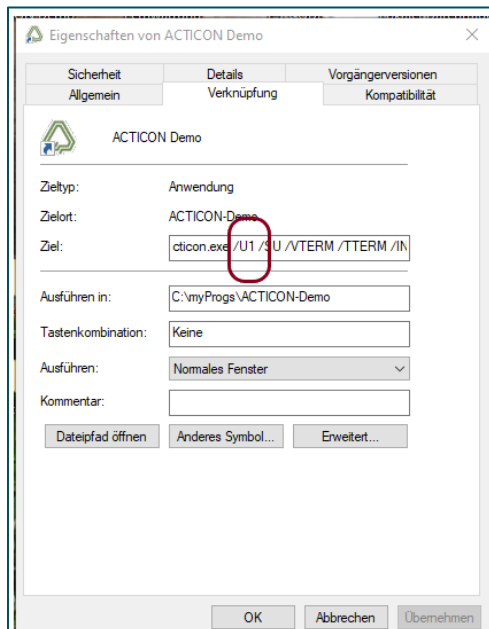 Eigenschaften von ACTICON Demo
Sicherheit Details Vorgängerversionen
Allgemein Verknüpfung Kompatibilität
ACTICON Demo
Zieltyp: Anwendung
Zielort: ACTICON-Demo
Ziel: cticon.exe /U1 /SU /VTERM /TTERM /IN
Ausführen in: C:\myProgs\ACTICON-Demo
Tastenkombination: Keine
Ausführen: Normales Fenster
Kommentar:
Dateipfad öffnen Anderes Symbol... Erweitert...
OK Abbrechen Übernehmen